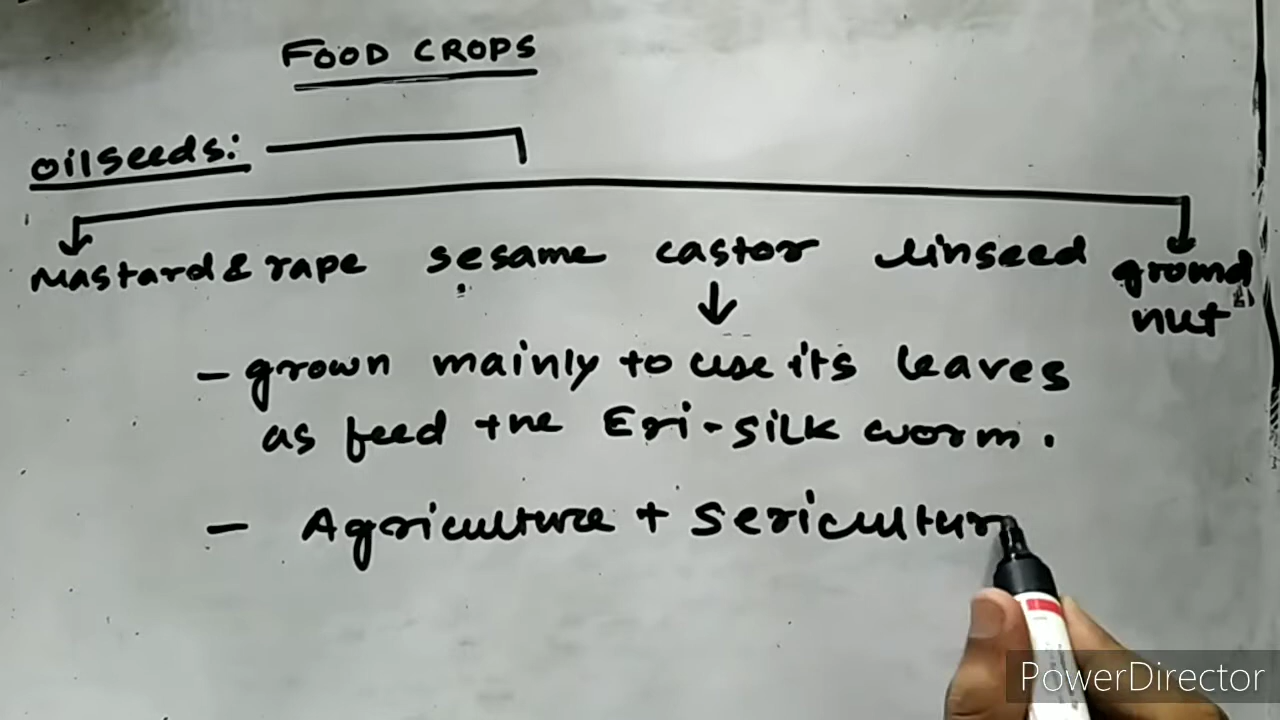 FOOD CROPS
oilseeds:
Mastard & rape sesame castor linseed ground nut
- grown mainly to use its leaves
as feed the Eri-silk worm.
- Agriculture + Sericultur
PowerDirector